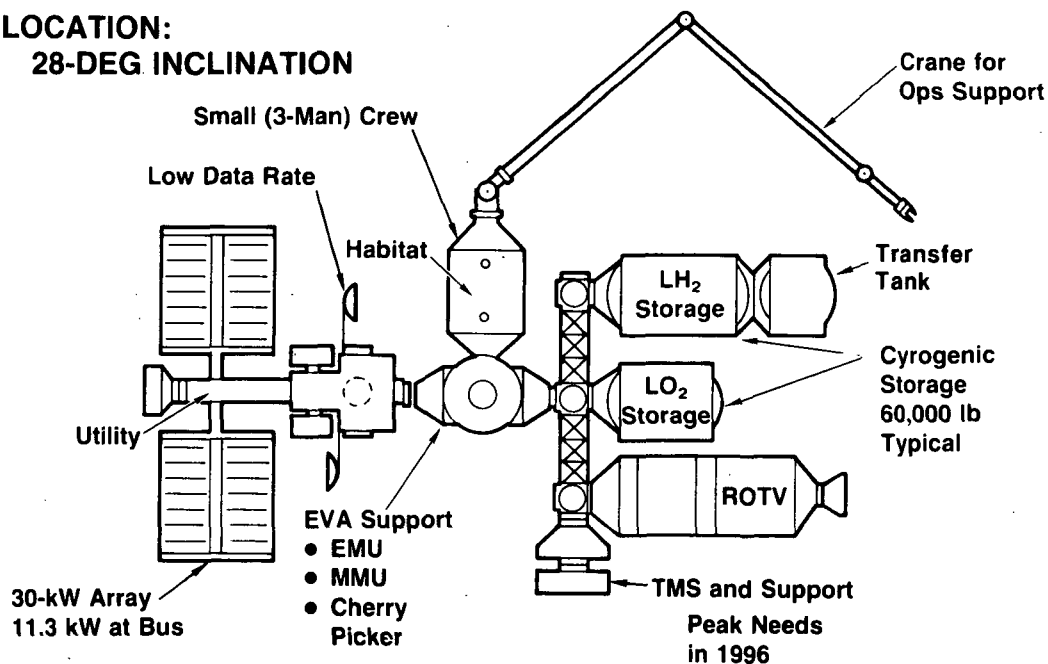 LOCATION:
28-DEG INCLINATION
Crane for
Ops Support
Small (3-Man) Crew
Low Data Rate
Habitat
Transfer
Tank
LH₂
Storage
Cyrogenic
Storage
60,000 lb
Typical
LO₂
Storage
Utility
ROTV
EVA Support
● EMU
● MMU
● Cherry
Picker
30-kW Array
11.3 kW at Bus
TMS and Support
Peak Needs
in 1996